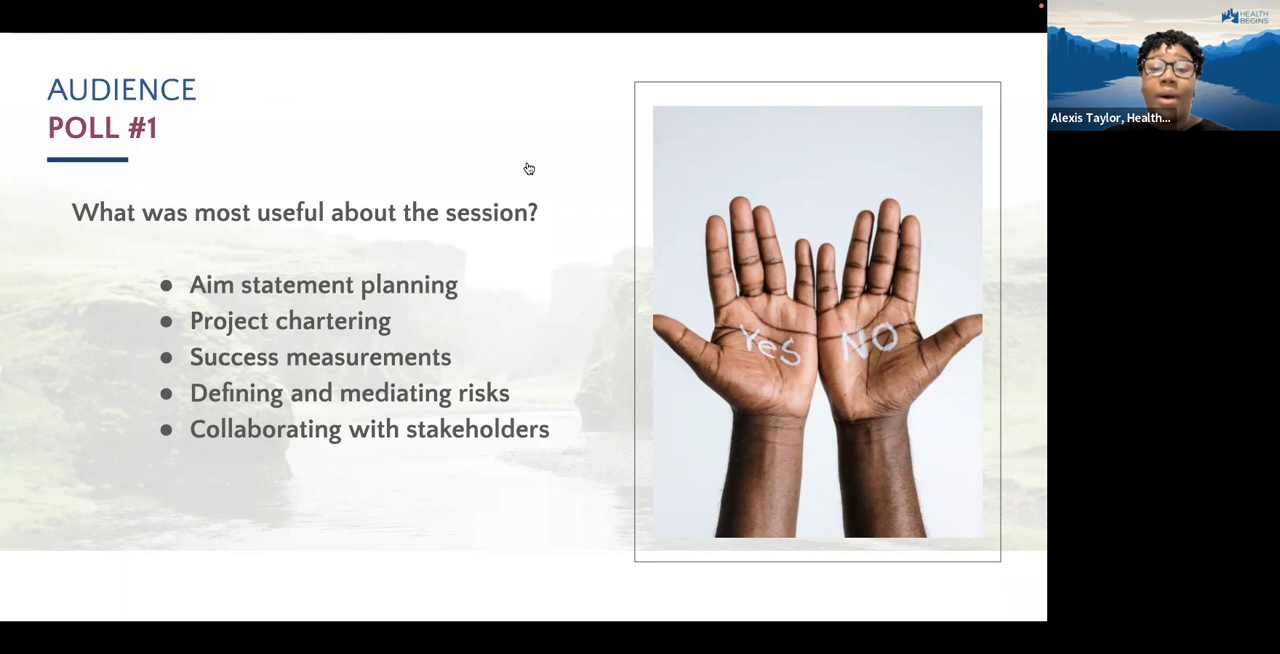 AUDIENCE
POLL #1
What was most useful about the session?
● Aim statement planning
● Project chartering
● Success measurements
● Defining and mediating risks
● Collaborating with stakeholders
Yes
NO
HEALTH
BEGINS
Alexis Taylor, Health...